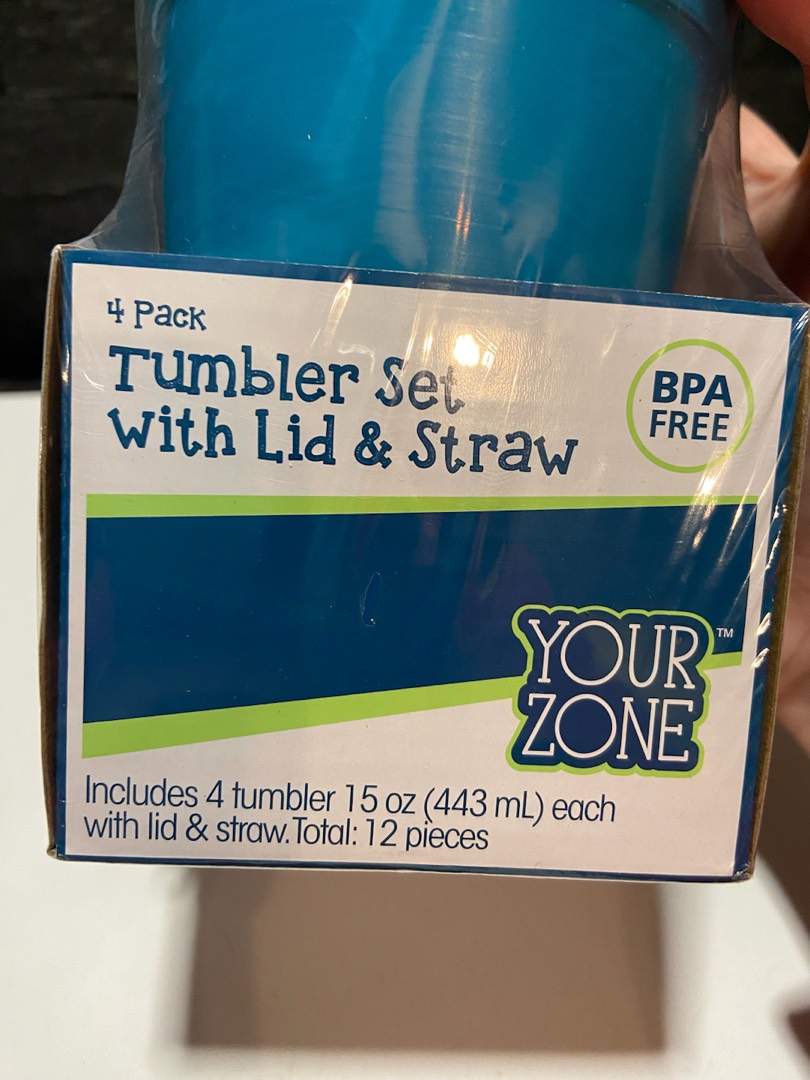 4 Pack
Tumbler Set
with Lid & Straw
BPA
FREE
YOUR
ZONE
TM
Includes 4 tumbler 15 oz (443 mL) each
with lid & straw. Total: 12 pieces